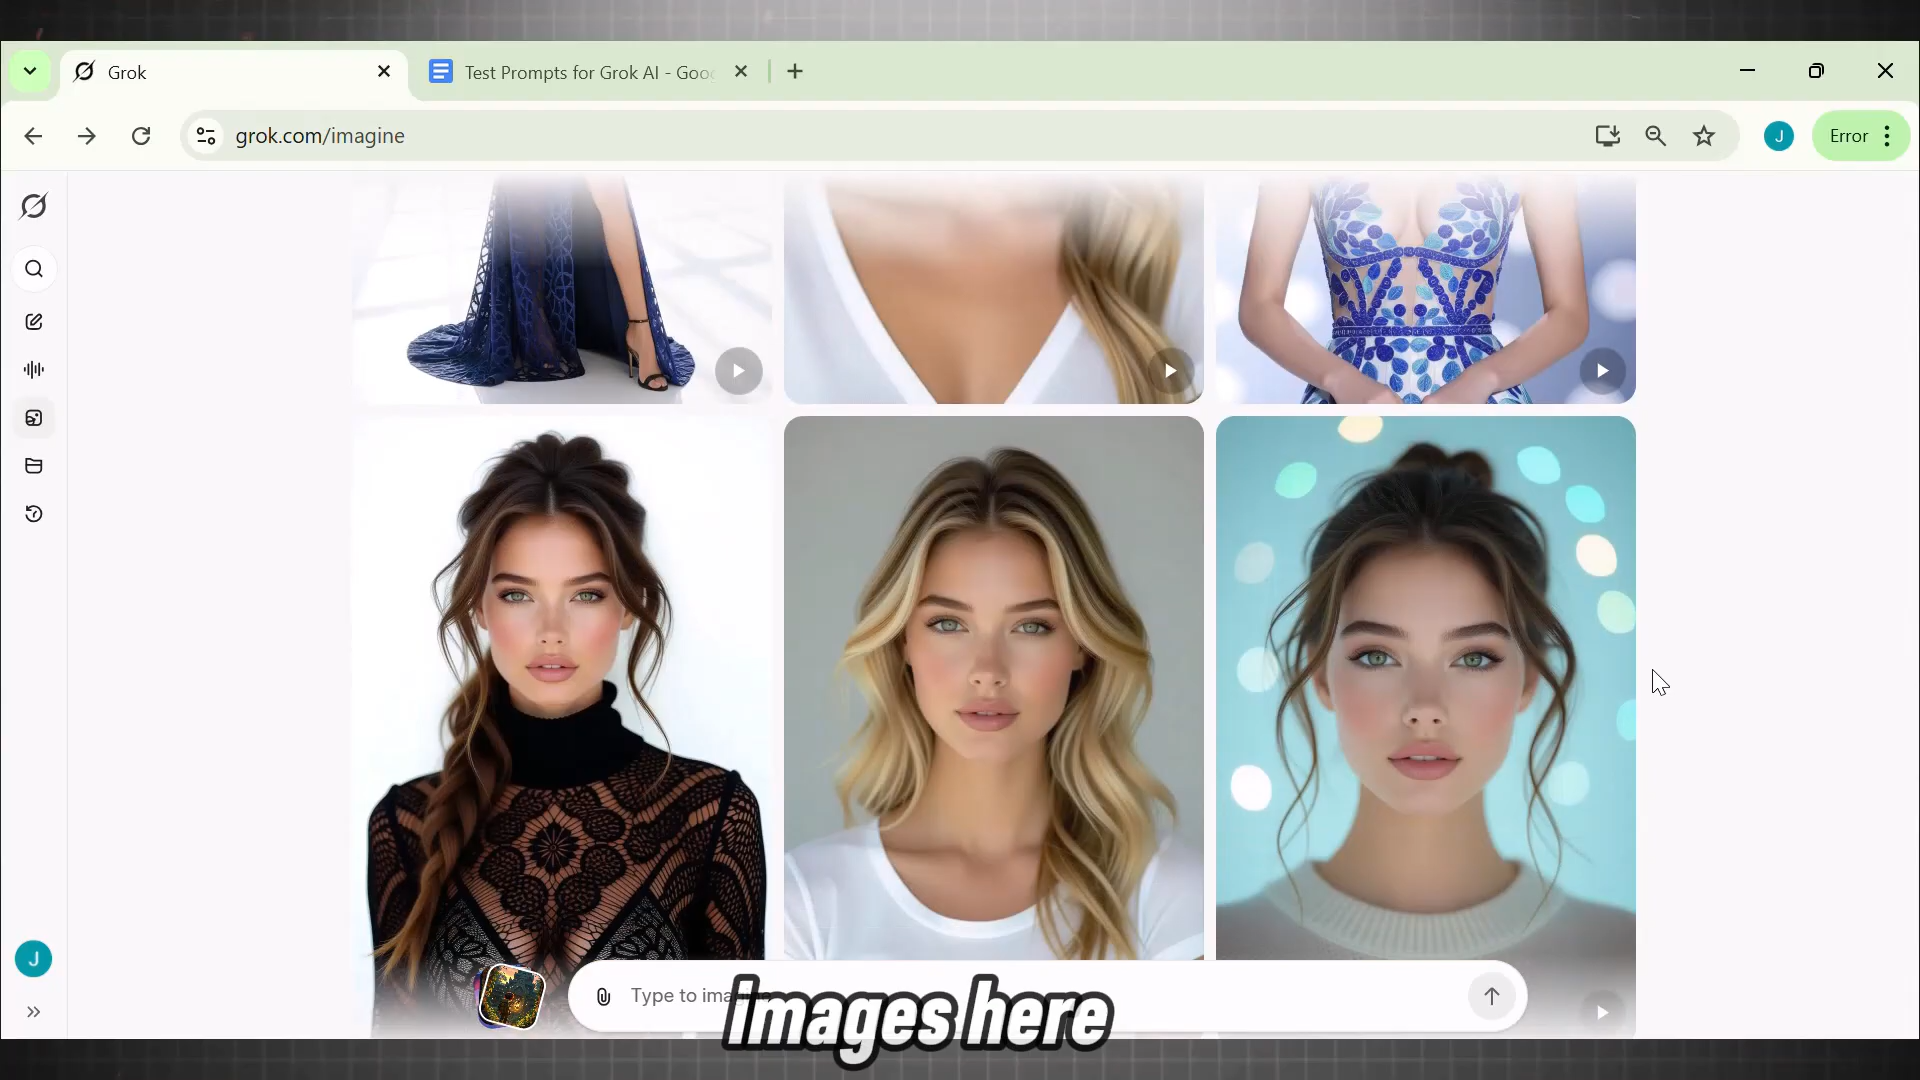 Grok
Test Prompts for Grok AI - Goo
grok.com/imagine
J
Error
J
Type to ima
images here